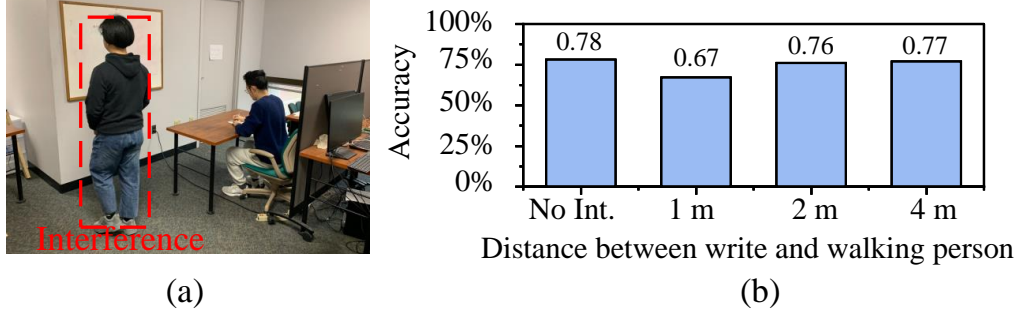 Interference
(a)
100%
75%
50%
25%
0%
Accuracy
0.78
0.67
0.76
0.77
No Int.
1 m
2 m
4 m
Distance between write and walking person
(b)